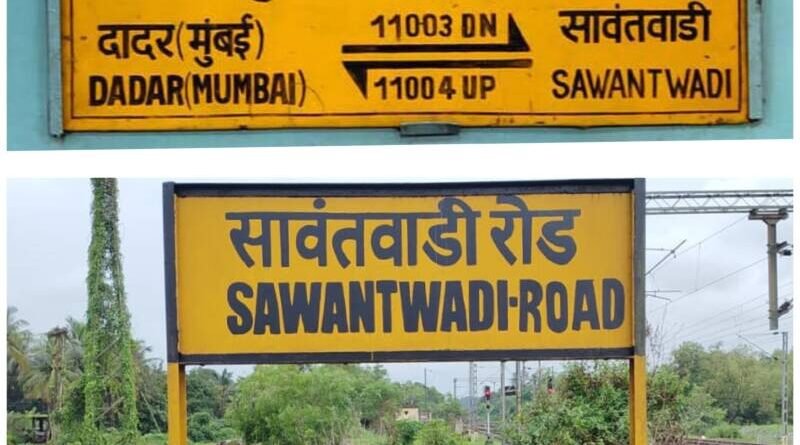 दादर(मुंबई) 11003 DN सावंतवाडी
DADAR(MUMBAI) 11004 UP SAWANTWADI
सावंतवाडी रोड
SAWANTWADI-ROAD